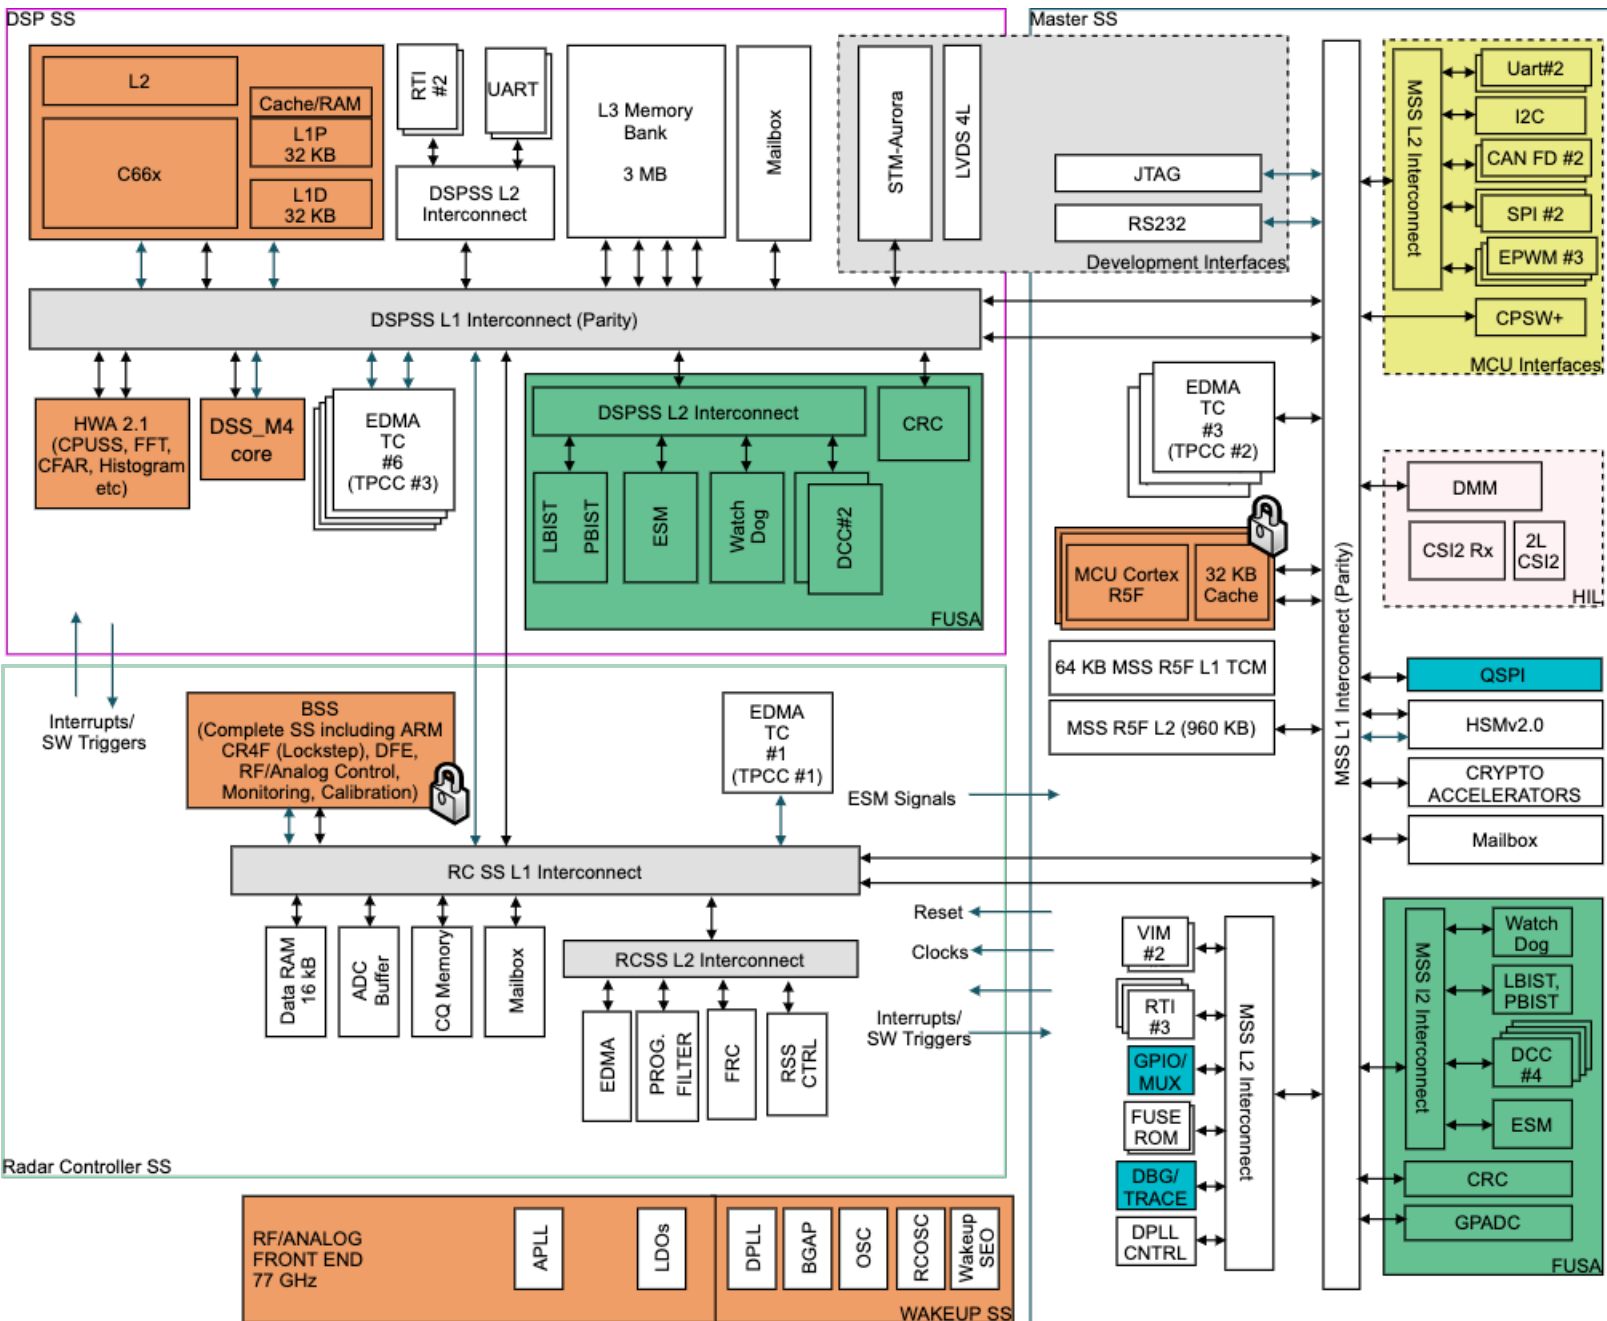 DSP SS
L2
Cache/RAM
L1P
32 KB
C66x
L1D
32 KB
RTI
#2
UART
DSPSS L2
Interconnect
L3 Memory
Bank
3 MB
Mailbox
STM-Aurora
LVDS 4L
JTAG
RS232
Development Interfaces
DSPSS L1 Interconnect (Parity)
HWA 2.1
(CPUSS, FFT,
CFAR, Histogram
etc)
DSS_M4
core
EDMA
TC
#6
(TPCC #3)
DSPSS L2 Interconnect
CRC
LBIST
PBIST
ESM
Watch
Dog
DCC#2
FUSA
Interrupts/
SW Triggers
BSS
(Complete SS including ARM
CR4F (Lockstep), DFE,
RF/Analog Control,
Monitoring, Calibration)
EDMA
TC
#1
(TPCC #1)
ESM Signals
RC SS L1 Interconnect
Data RAM
16 kB
ADC
Buffer
CQ Memory
Mailbox
RCSS L2 Interconnect
EDMA
PROG.
FILTER
FRC
RSS
CTRL
Reset
Clocks
Interrupts/
SW Triggers
Radar Controller SS
RF/ANALOG
FRONT END
77 GHz
APLL
LDOs
DPLL
BGAP
OSC
RCOSC
Wakeup
SEO
WAKEUP SS
Master SS
MSS L1 Interconnect (Parity)
MSS L2 Interconnect
Uart#2
I2C
CAN FD #2
SPI #2
EPWM #3
CPSW+
MCU Interfaces
EDMA
TC
#3
(TPCC #2)
MCU Cortex
R5F
32 KB
Cache
64 KB MSS R5F L1 TCM
MSS R5F L2 (960 KB)
DMM
CSI2 Rx
2L
CSI2
HIL
QSPI
HSMv2.0
CRYPTO
ACCELERATORS
Mailbox
VIM
#2
RTI
#3
GPIO/
MUX
FUSE
ROM
DBG/
TRACE
DPLL
CNTRL
MSS L2 Interconnect
MSS I2 Interconnect
Watch
Dog
LBIST,
PBIST
DCC
#4
ESM
CRC
GPADC
FUSA